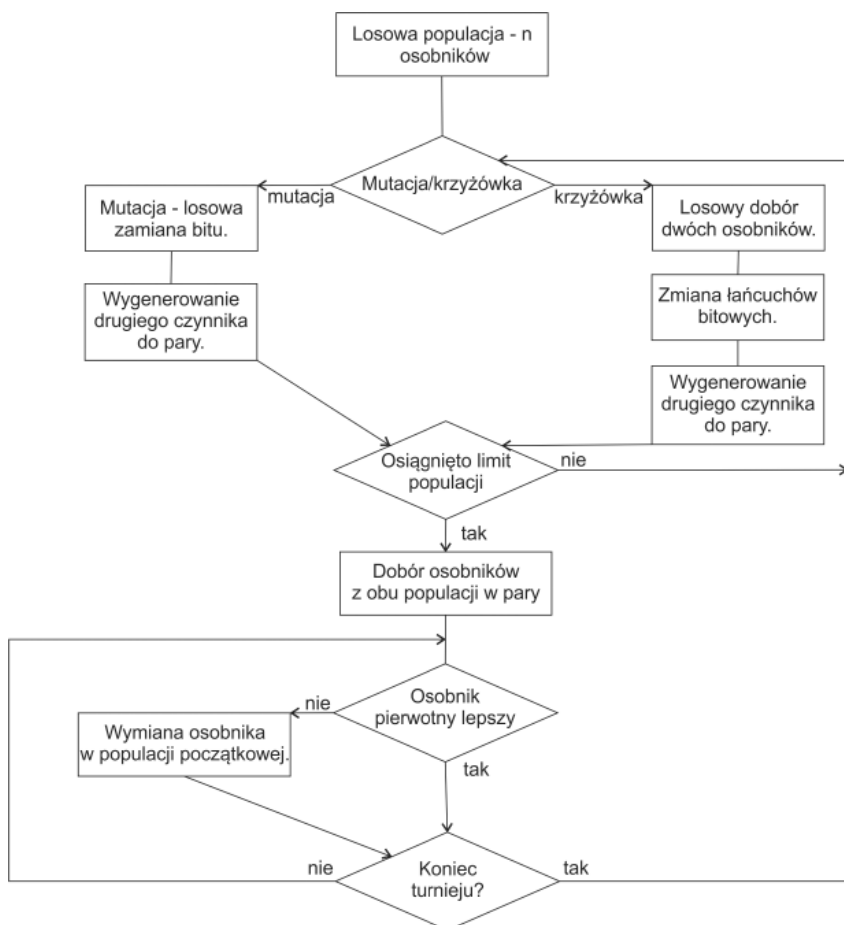 Losowa populacja - n
osobników
Mutacja/krzyżówka
mutacja
krzyżówka
Mutacja - losowa
zamiana bitu.
Losowy dobór
dwóch osobników.
Wygenerowanie
drugiego czynnika
do pary.
Zmiana łańcuchów
bitowych.
Wygenerowanie
drugiego czynnika
do pary.
Osiągnięto limit
populacji
nie
tak
Dobór osobników
z obu populacji w pary
Osobnik
pierwotny lepszy
nie
Wymiana osobnika
w populacji początkowej.
tak
Koniec
turnieju?
nie
tak